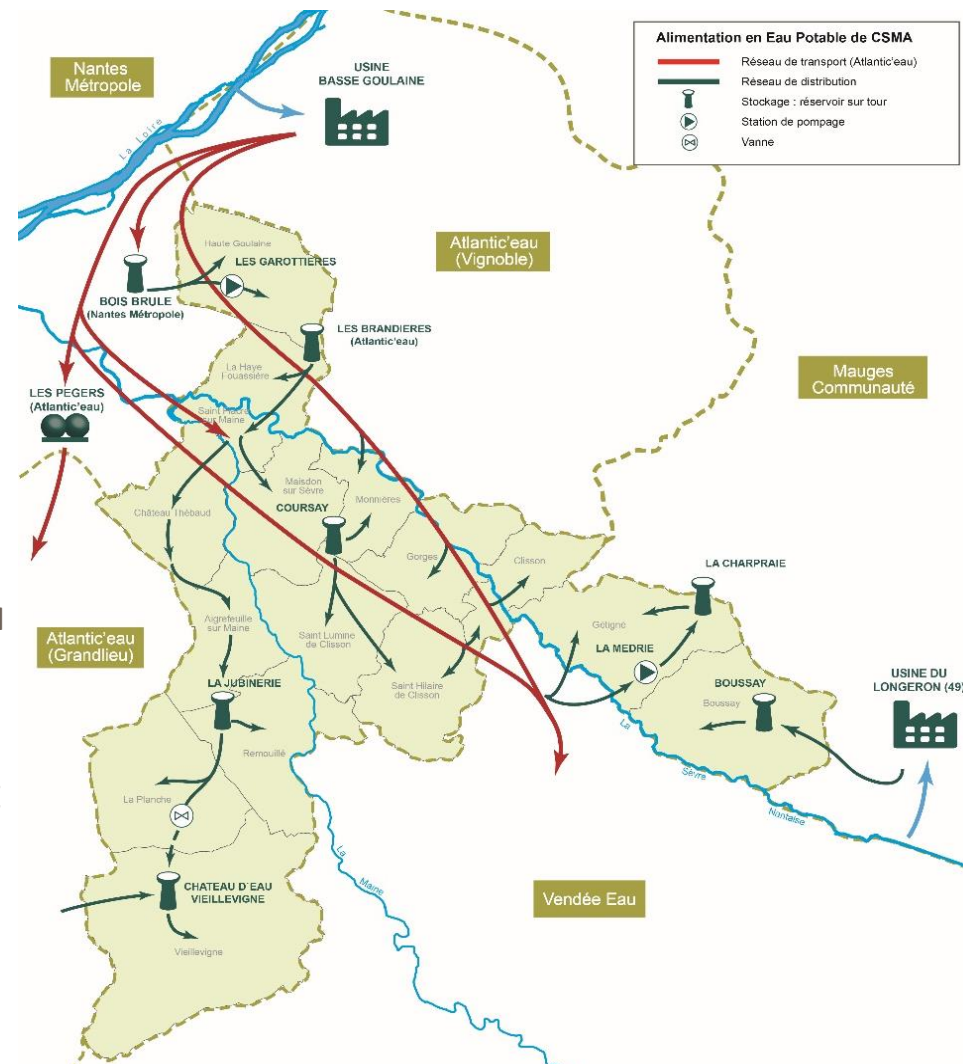 Nantes
Métropole
USINE
BASSE GOULAINE
Alimentation en Eau Potable de CSMA
Réseau de transport (Atlantic'eau)
Réseau de distribution
Stockage : réservoir sur tour
Station de pompage
Vanne
La Loire
Haute Goulaine
LES GAROTTIERES
Atlantic'eau
(Vignoble)
BOIS BRULE
(Nantes Métropole)
LES BRANDIERES
(Atlantic'eau)
La Haye
Fouassière
Mauges
Communauté
LES PEGERS
(Atlantic'eau)
Saint Fiacre
sur Maine
Maisdon
sur Sèvre
COURSAY
Monnières
Château Thébaud
Gorges
Clisson
LA CHARPRAIE
Atlantic'eau
(Grandlieu)
Aigrefeuille
sur Maine
Saint Lumine
de Clisson
Gétigné
LA MEDRIE
BOUSSAY
Boussay
USINE DU
LONGERON (49)
LA JUBINERIE
Saint Hilaire
de Clisson
Remouillé
La Planche
La
Sèvre
Nantaise
La
Maine
CHATEAU D'EAU
VIEILLEVIGNE
Vendée Eau
Vieillevigne